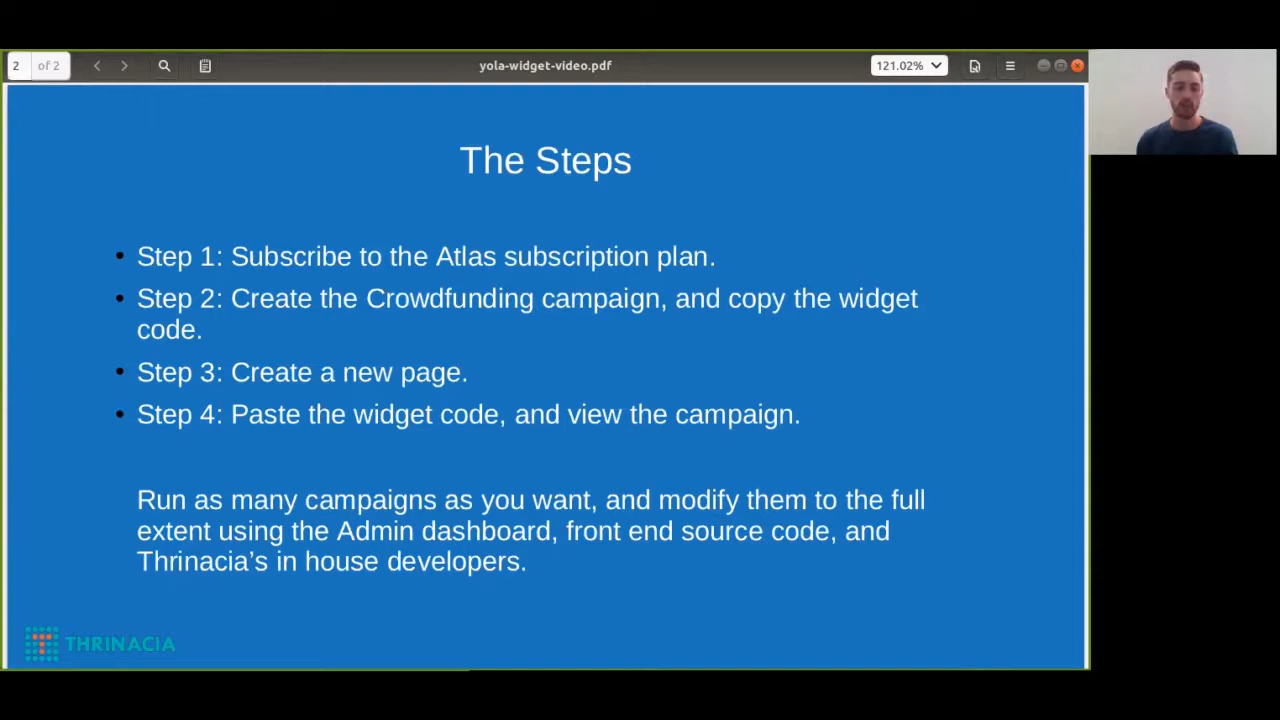 2 of 2
yola-widget-video.pdf
121.02%
The Steps
• Step 1: Subscribe to the Atlas subscription plan.
• Step 2: Create the Crowdfunding campaign, and copy the widget
code.
• Step 3: Create a new page.
• Step 4: Paste the widget code, and view the campaign.
Run as many campaigns as you want, and modify them to the full
extent using the Admin dashboard, front end source code, and
Thrinacia’s in house developers.
THRINACIA